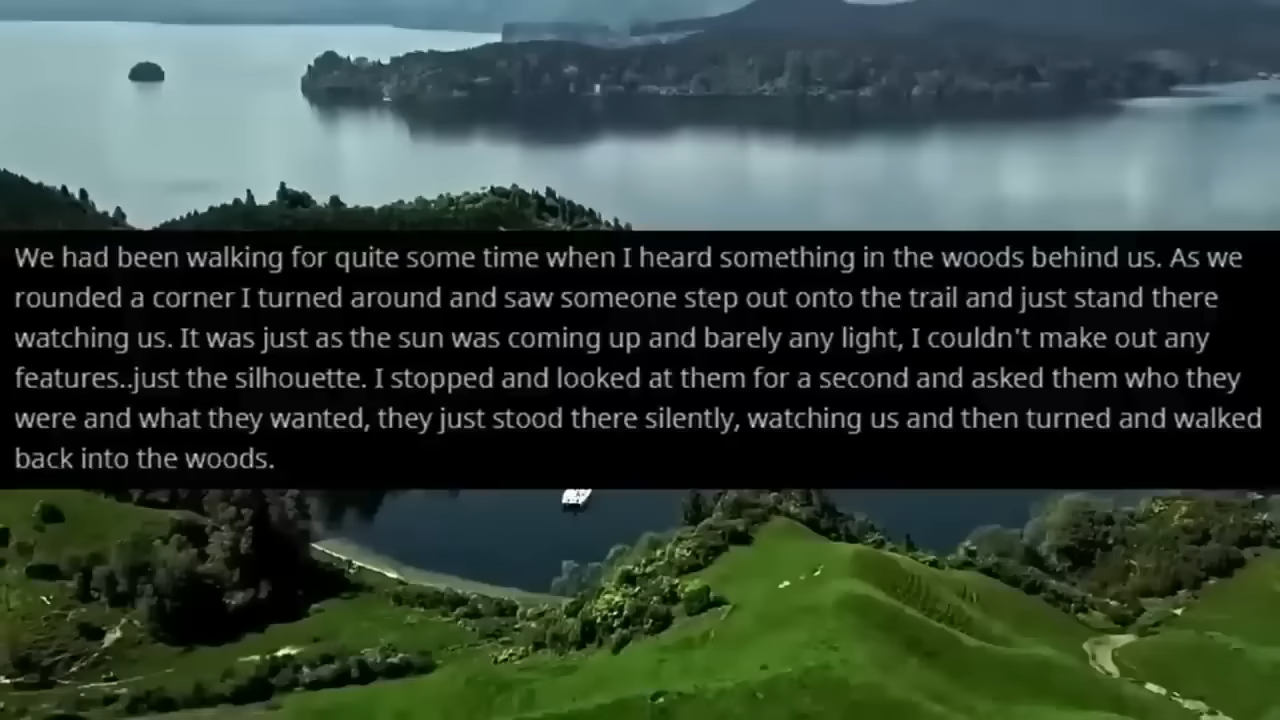 We had been walking for quite some time when I heard something in the woods behind us. As we
rounded a corner I turned around and saw someone step out onto the trail and just stand there
watching us. It was just as the sun was coming up and barely any light, I couldn't make out any
features..just the silhouette. I stopped and looked at them for a second and asked them who they
were and what they wanted, they just stood there silently, watching us and then turned and walked
back into the woods.